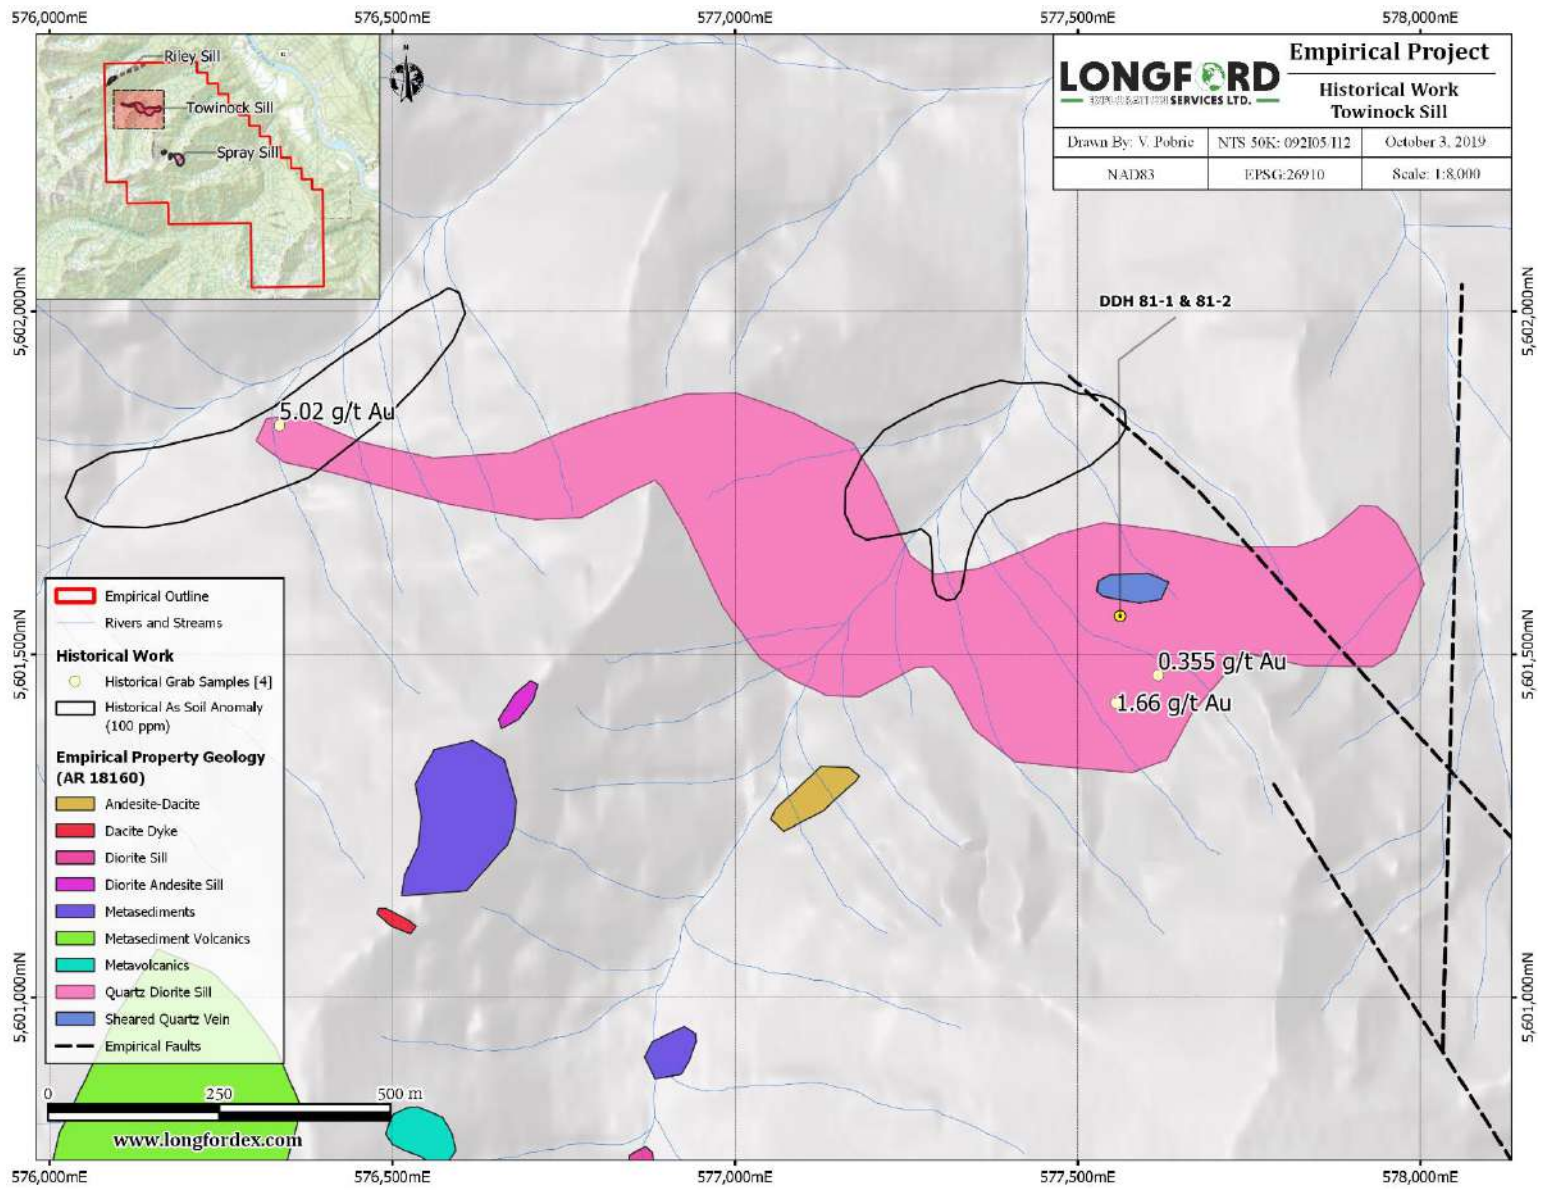 576,000mE
576,500mE
577,000mE
577,500mE
578,000mE
Riley Sill
Towinock Sill
Spray Sill
N
LONGFORD
EXPLORATION SERVICES LTD.
Empirical Project
Historical Work
Towinock Sill
Drawn By: V. Pobric
NTS 50K: 092I05/I12
October 3, 2019
NAD83
EPSG:26910
Scale: 1:8,000
5,602,000mN
5,602,000mN
DDH 81-1 & 81-2
5.02 g/t Au
5,601,500mN
5,601,500mN
0.355 g/t Au
1.66 g/t Au
Empirical Outline
Rivers and Streams
Historical Work
Historical Grab Samples [4]
Historical As Soil Anomaly
(100 ppm)
Empirical Property Geology
(AR 18160)
Andesite-Dacite
Dacite Dyke
Diorite Sill
Diorite Andesite Sill
Metasediments
Metasediment Volcanics
Metavolcanics
Quartz Diorite Sill
Sheared Quartz Vein
Empirical Faults
5,601,000mN
5,601,000mN
0
250
500 m
www.longfordex.com
576,000mE
576,500mE
577,000mE
577,500mE
578,000mE